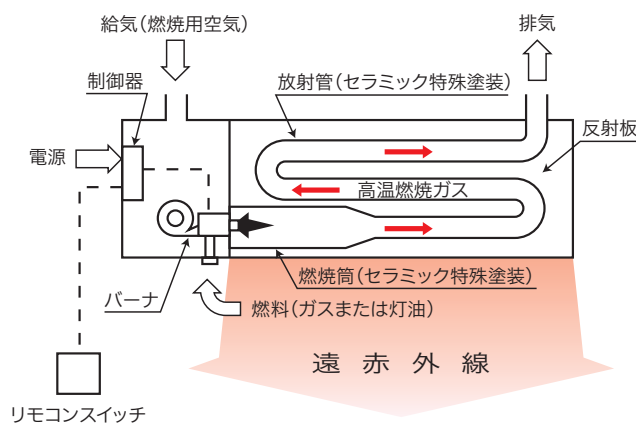 給気(燃焼用空気)
排気
制御器
放射管(セラミック特殊塗装)
反射板
電源
高温燃焼ガス
燃焼筒(セラミック特殊塗装)
バーナ
燃料(ガスまたは灯油)
遠赤外線
リモコンスイッチ